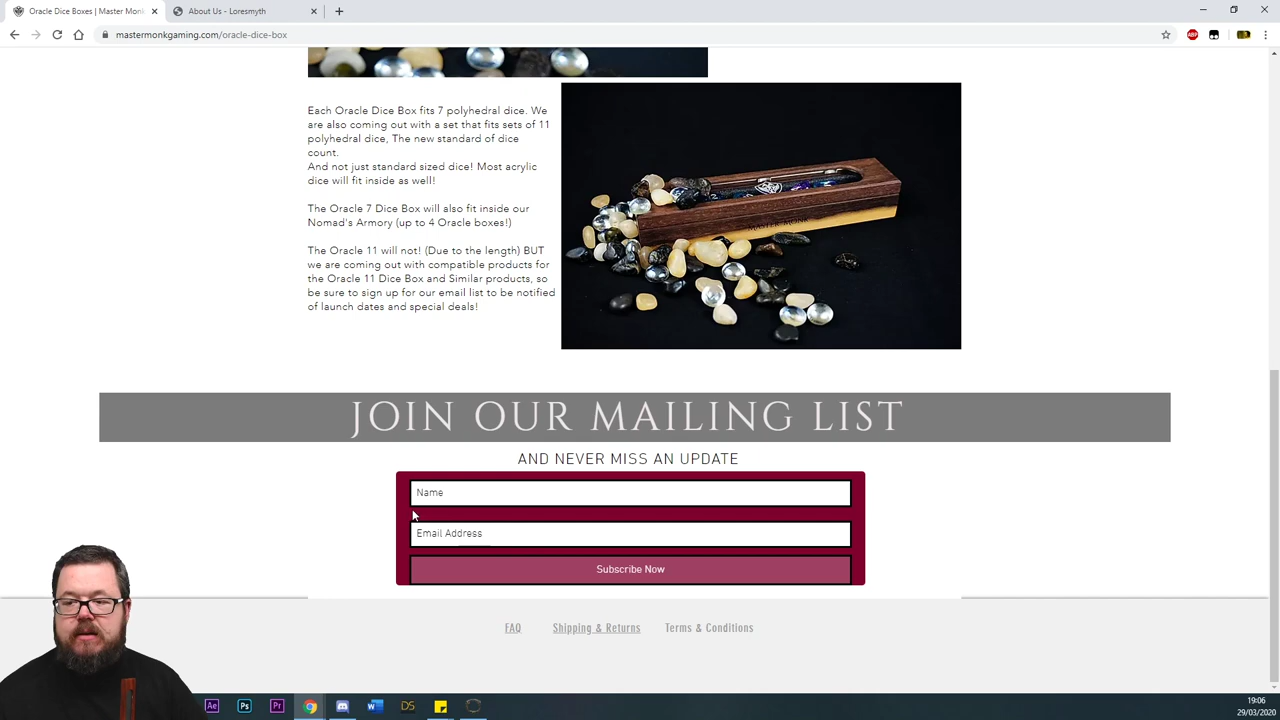 Oracle Dice Boxes | Master Monk
About Us - Loresmyth
mastermonkgaming.com/oracle-dice-box
ABP
Each Oracle Dice Box fits 7 polyhedral dice. We
are also coming out with a set that fits sets of 11
polyhedral dice, The new standard of dice
count.
And not just standard sized dice! Most acrylic
dice will fit inside as well!
The Oracle 7 Dice Box will also fit inside our
Nomad's Armory (up to 4 Oracle boxes!)
The Oracle 11 will not! (Due to the length) BUT
we are coming out with compatible products for
the Oracle 11 Dice Box and Similar products, so
be sure to sign up for our email list to be notified
of launch dates and special deals!
MASTER MONK
JOIN OUR MAILING LIST
AND NEVER MISS AN UPDATE
Name
Email Address
Subscribe Now
FAQ
Shipping & Returns
Terms & Conditions
Ae
Ps
Pr
W
DS
19:06
29/03/2020